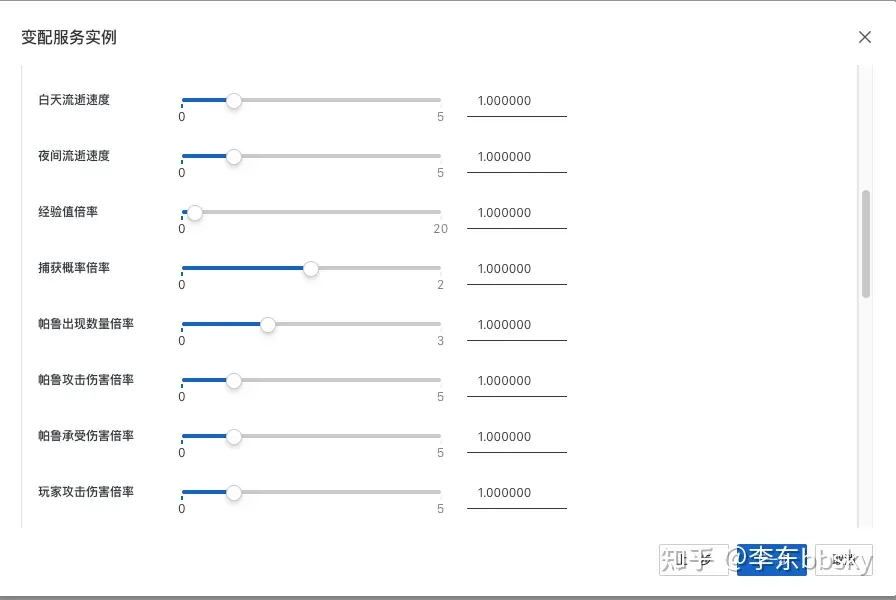 变配服务实例
白天流逝速度
0 5 1.000000
夜间流逝速度
0 5 1.000000
经验值倍率
0 20 1.000000
捕获概率倍率
0 2 1.000000
帕鲁出现数量倍率
0 3 1.000000
帕鲁攻击伤害倍率
0 5 1.000000
帕鲁承受伤害倍率
0 5 1.000000
玩家攻击伤害倍率
0 5 1.000000
知乎 @李东bbsky